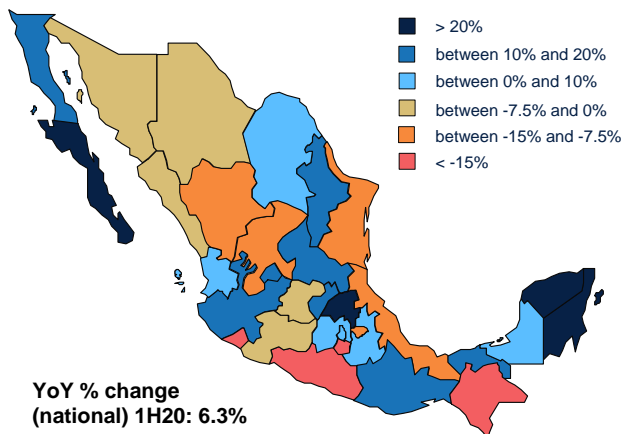 > 20%
between 10% and 20%
between 0% and 10%
between -7.5% and 0%
between -15% and -7.5%
< -15%
YoY % change
(national) 1H20: 6.3%